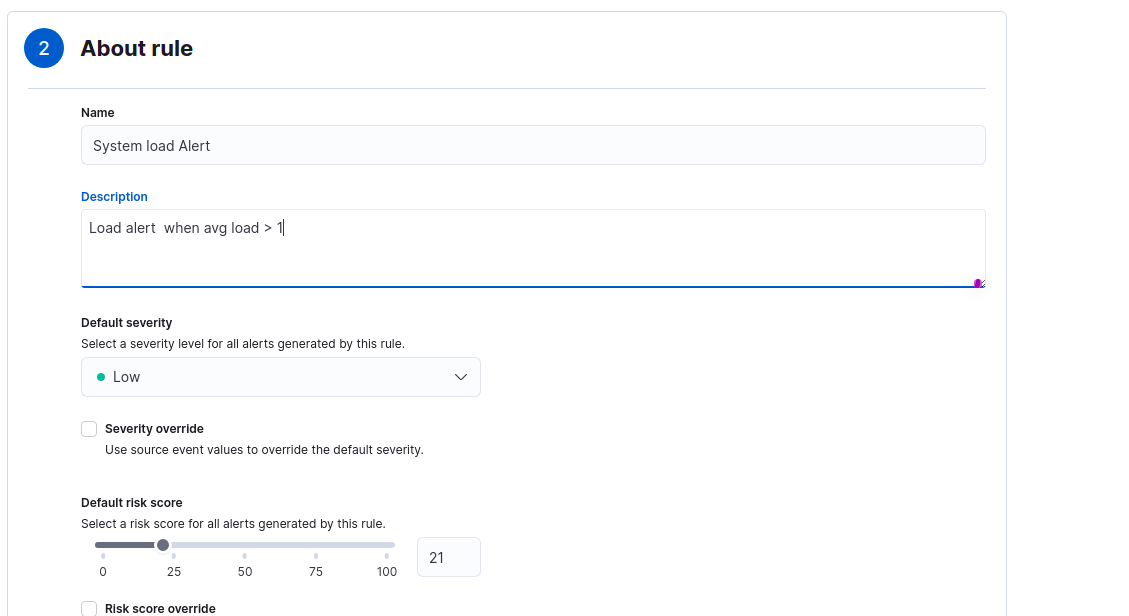 2 About rule
Name
System load Alert
Description
Load alert  when avg load > 1
Default severity
Select a severity level for all alerts generated by this rule.
Low
Severity override
Use source event values to override the default severity.
Default risk score
Select a risk score for all alerts generated by this rule.
21
0 25 50 75 100
Risk score override